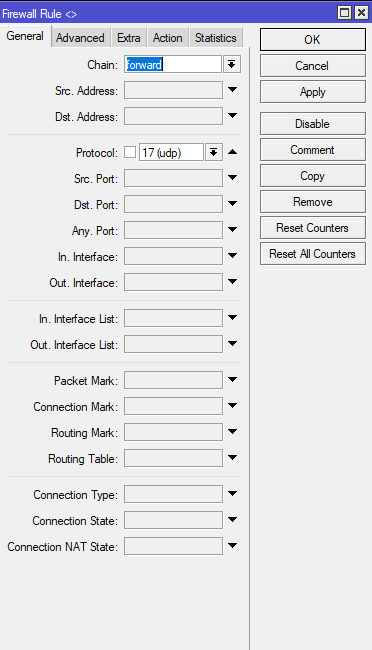 Firewall Rule <>
General Advanced Extra Action Statistics
Chain: forward
Src. Address:
Dst. Address:
Protocol: 17 (udp)
Src. Port:
Dst. Port:
Any. Port:
In. Interface:
Out. Interface:
In. Interface List:
Out. Interface List:
Packet Mark:
Connection Mark:
Routing Mark:
Routing Table:
Connection Type:
Connection State:
Connection NAT State:
OK
Cancel
Apply
Disable
Comment
Copy
Remove
Reset Counters
Reset All Counters